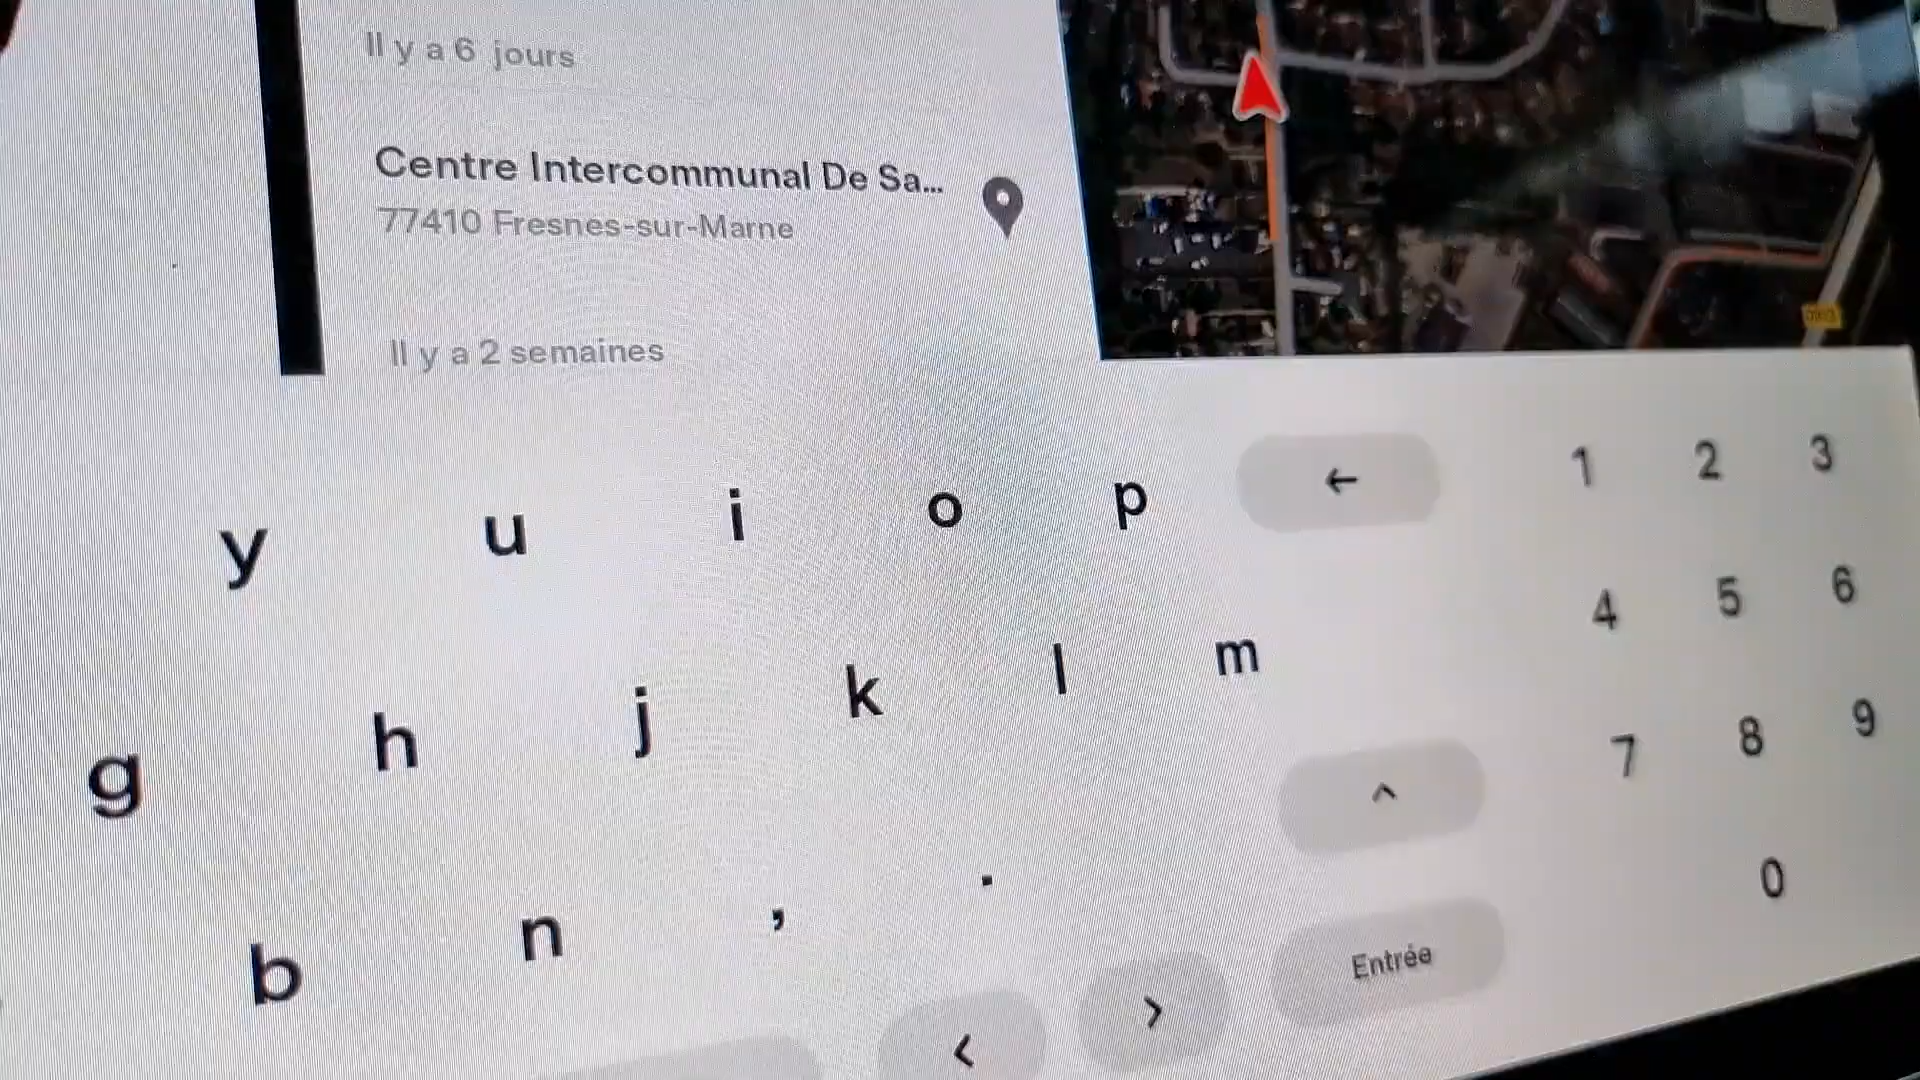 Il y a 6 jours
Centre Intercommunal De Sa...
77410 Fresnes-sur-Marne
Il y a 2 semaines
y u i o p ← 1 2 3
g h j k l m 4 5 6
^ 7 8 9
b n , . 0
< > Entrée